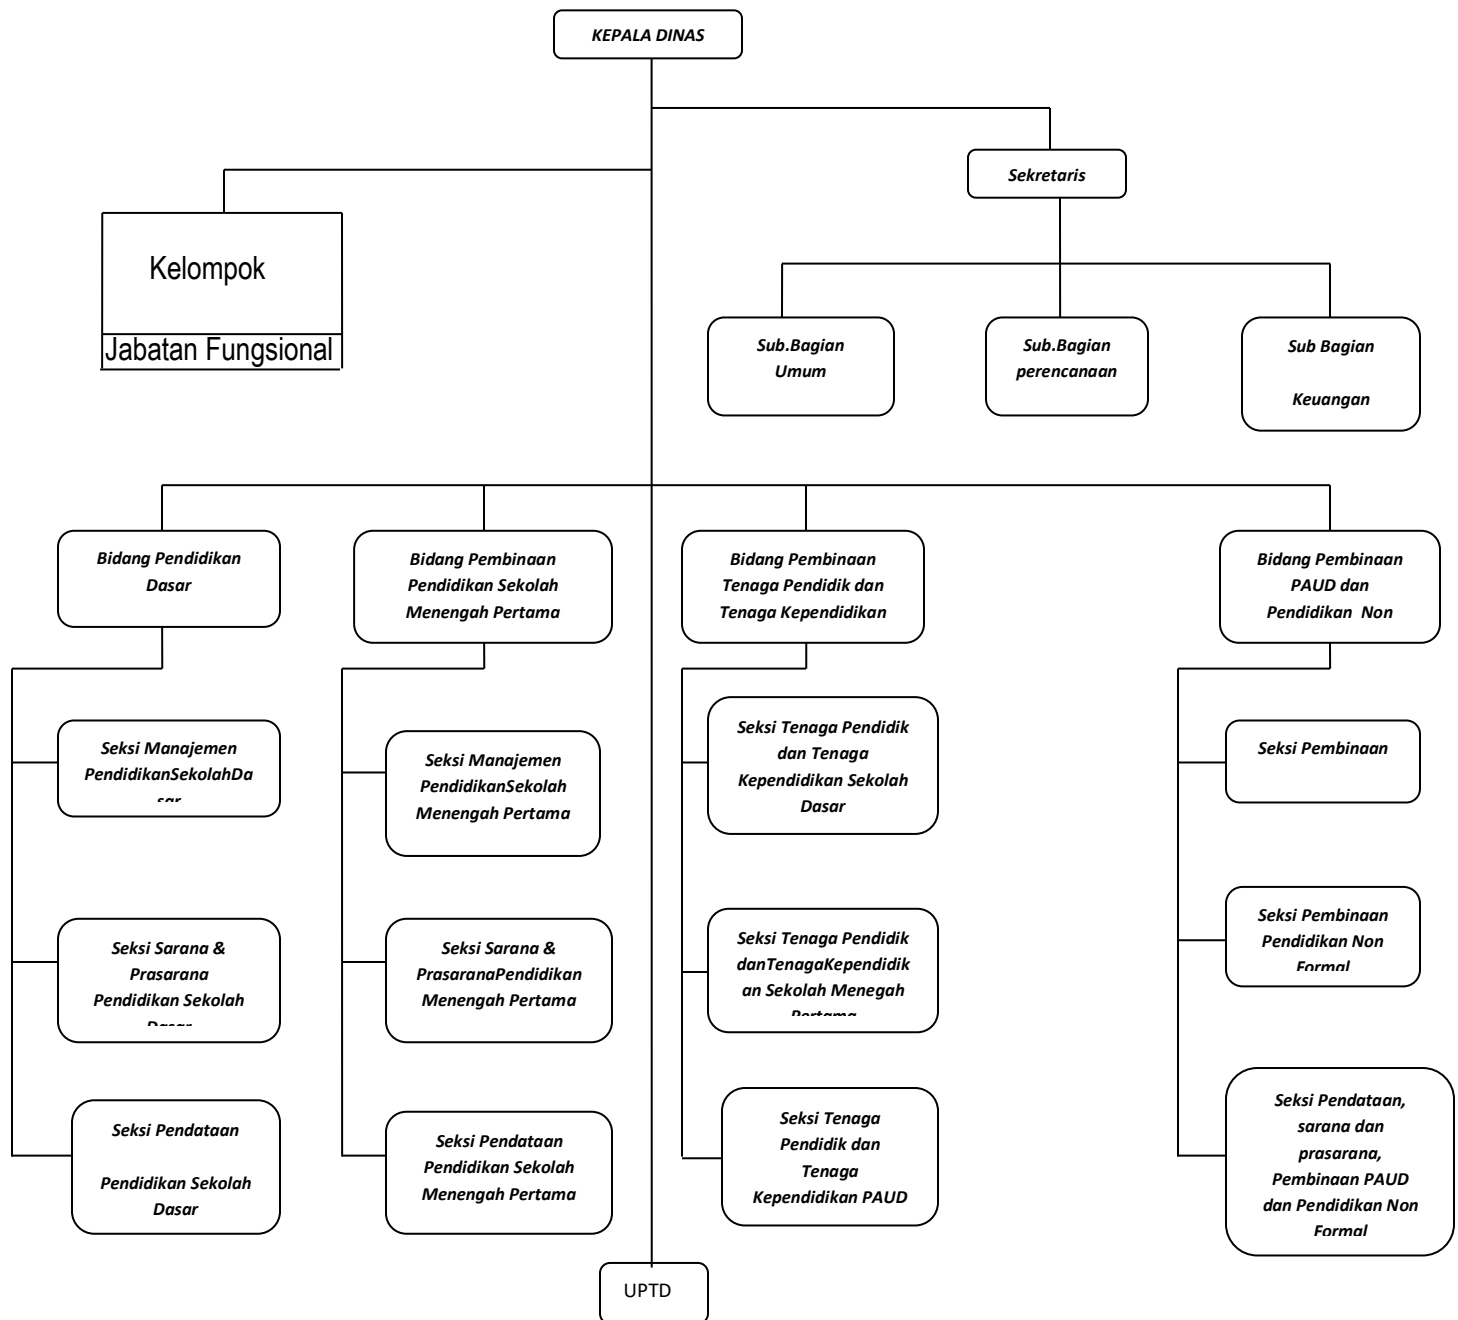 KEPALA DINAS
Sekretaris
Kelompok
Jabatan Fungsional
Sub.Bagian
Umum
Sub.Bagian
perencanaan
Sub Bagian
Keuangan
Bidang Pendidikan
Dasar
Bidang Pembinaan
Pendidikan Sekolah
Menengah Pertama
Bidang Pembinaan
Tenaga Pendidik dan
Tenaga Kependidikan
Bidang Pembinaan
PAUD dan
Pendidikan Non
Seksi Manajemen
PendidikanSekolahDa
sar
Seksi Manajemen
PendidikanSekolah
Menengah Pertama
Seksi Tenaga Pendidik
dan Tenaga
Kependidikan Sekolah
Dasar
Seksi Pembinaan
Seksi Sarana &
Prasarana
Pendidikan Sekolah
Dasar
Seksi Sarana &
PrasaranaPendidikan
Menengah Pertama
Seksi Tenaga Pendidik
danTenagaKependidik
an Sekolah Menegah
Pertama
Seksi Pembinaan
Pendidikan Non
Formal
Seksi Pendataan
Pendidikan Sekolah
Dasar
Seksi Pendataan
Pendidikan Sekolah
Menengah Pertama
Seksi Tenaga
Pendidik dan
Tenaga
Kependidikan PAUD
Seksi Pendataan,
sarana dan
prasarana,
Pembinaan PAUD
dan Pendidikan Non
Formal
UPTD